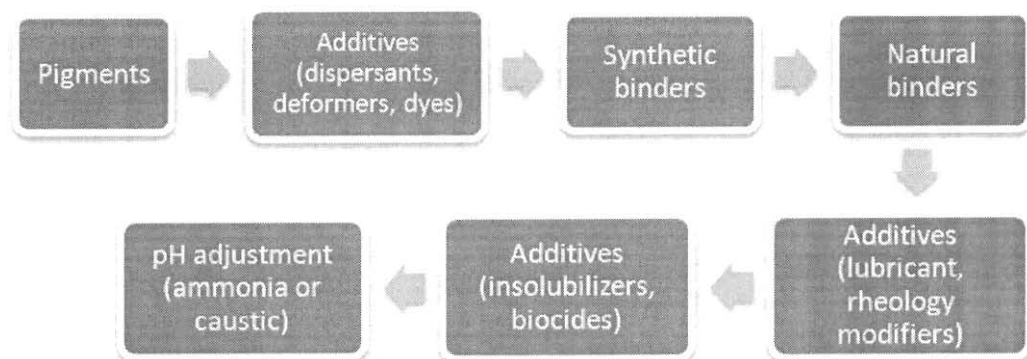 Pigments
Additives
(dispersants,
deformers, dyes)
Synthetic
binders
Natural
binders
Additives
(lubricant,
rheology
modifiers)
Additives
(insolubilizers,
biocides)
pH adjustment
(ammonia or
caustic)